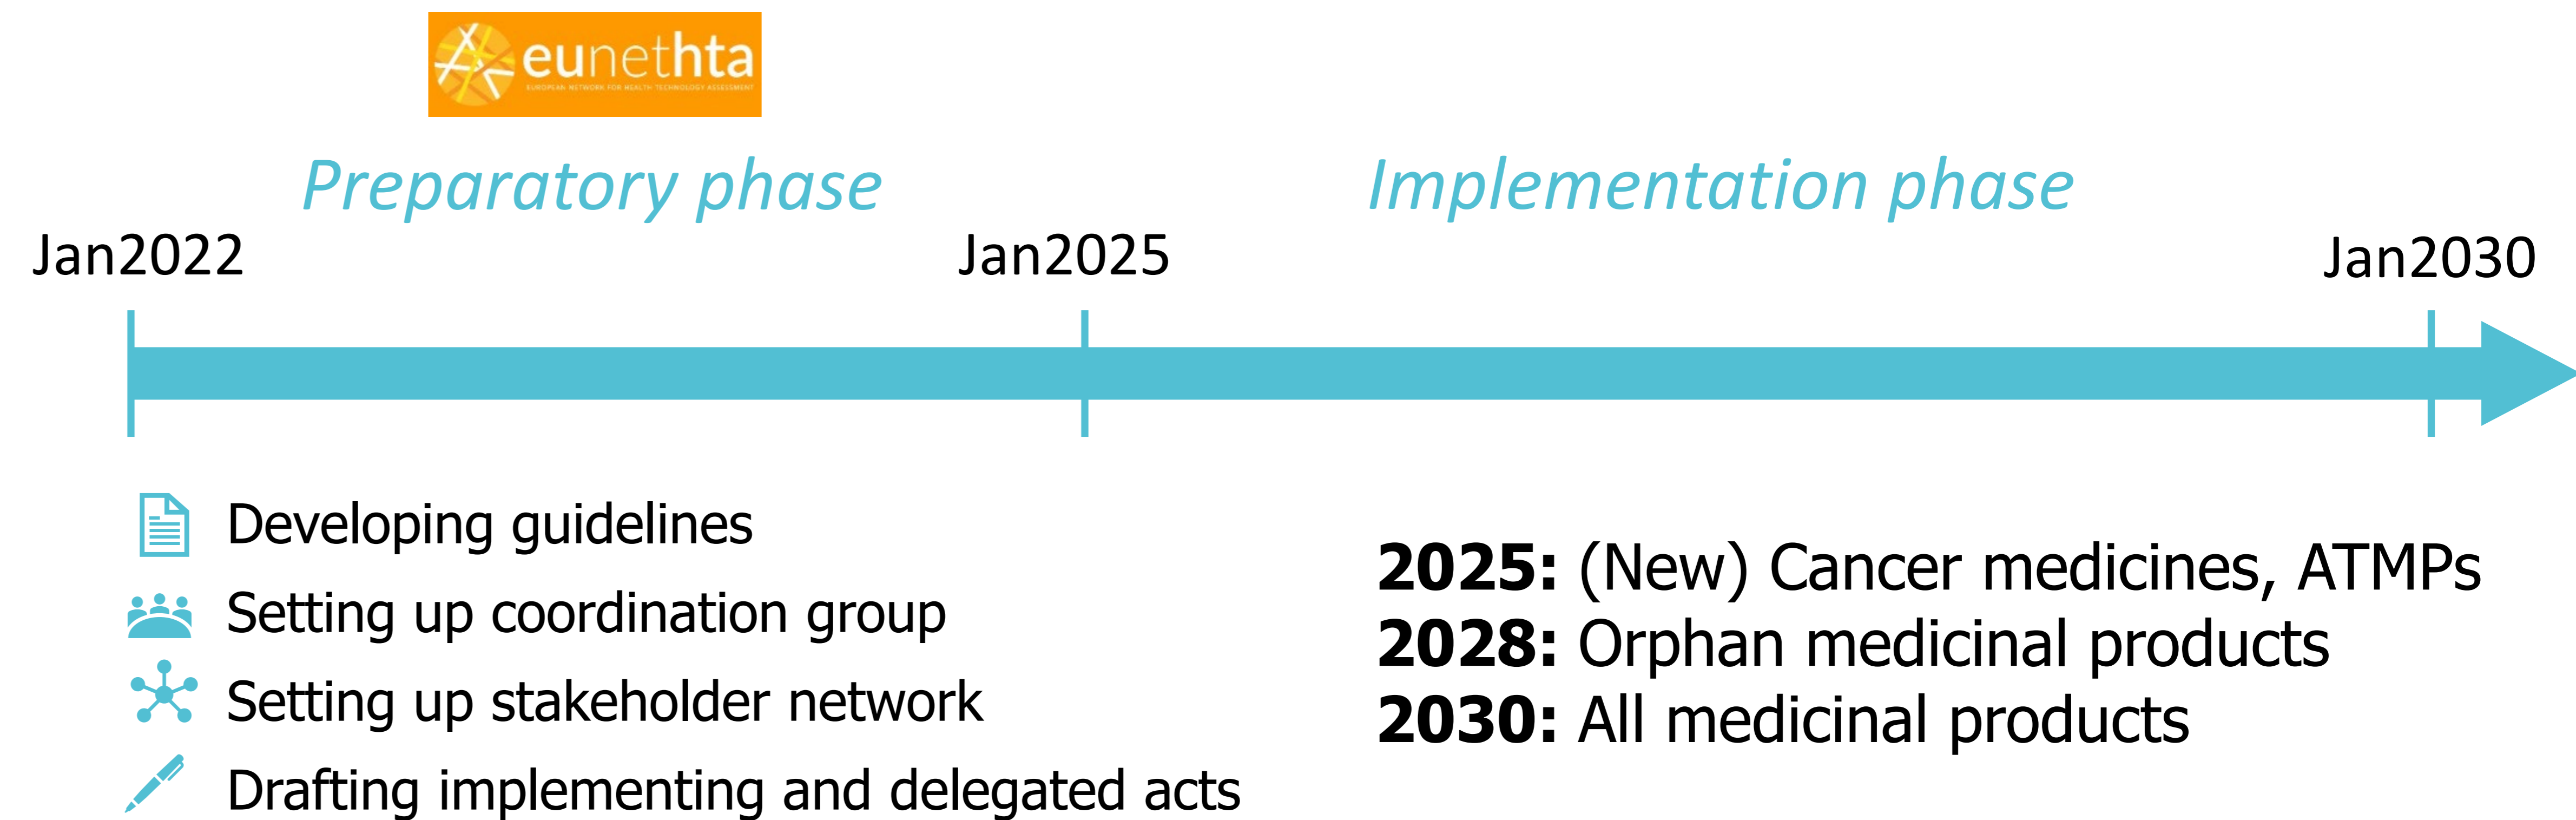 eunethta
EUROPEAN NETWORK FOR HEALTH TECHNOLOGY ASSESSMENT
Preparatory phase
Implementation phase
Jan2022
Jan2025
Jan2030
Developing guidelines
Setting up coordination group
Setting up stakeholder network
Drafting implementing and delegated acts
2025: (New) Cancer medicines, ATMPs
2028: Orphan medicinal products
2030: All medicinal products